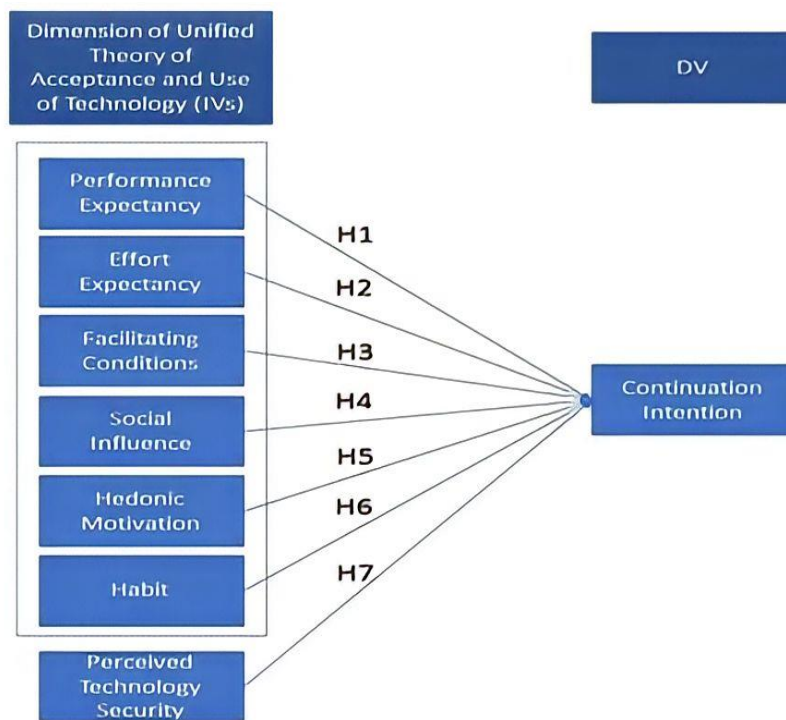 Dimension of Unified
Theory of
Acceptance and Use
of Technology (IVs)
DV
Performance
Expectancy
Effort
Expectancy
Facilitating
Conditions
Social
Influence
Hedonic
Motivation
Habit
Perceived
Technology
Security
H1
H2
H3
H4
H5
H6
H7
Continuation
Intention